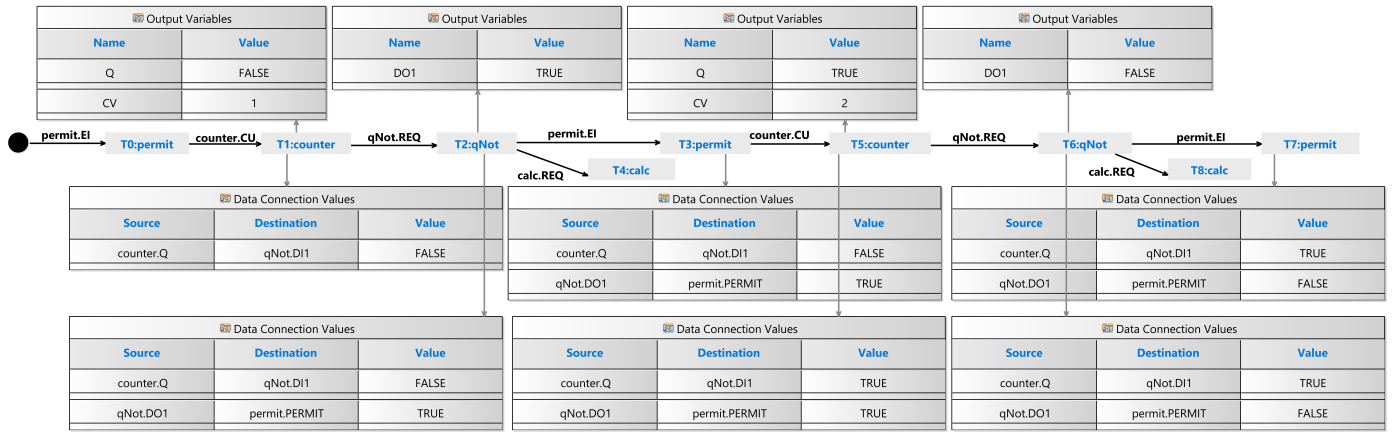 Output Variables
Name Value
Q FALSE
CV 1
Output Variables
Name Value
DO1 TRUE
Output Variables
Name Value
Q TRUE
CV 2
Output Variables
Name Value
DO1 FALSE
permit.EI
T0:permit
counter.CU
T1:counter
qNot.REQ
T2:qNot
permit.EI
calc.REQ
T4:calc
T3:permit
counter.CU
T5:counter
qNot.REQ
T6:qNot
permit.EI
calc.REQ
T8:calc
T7:permit
Data Connection Values
Source Destination Value
counter.Q qNot.DI1 FALSE
Data Connection Values
Source Destination Value
counter.Q qNot.DI1 FALSE
qNot.DO1 permit.PERMIT TRUE
Data Connection Values
Source Destination Value
counter.Q qNot.DI1 TRUE
qNot.DO1 permit.PERMIT FALSE
Data Connection Values
Source Destination Value
counter.Q qNot.DI1 FALSE
qNot.DO1 permit.PERMIT TRUE
Data Connection Values
Source Destination Value
counter.Q qNot.DI1 TRUE
qNot.DO1 permit.PERMIT TRUE
Data Connection Values
Source Destination Value
counter.Q qNot.DI1 TRUE
qNot.DO1 permit.PERMIT FALSE